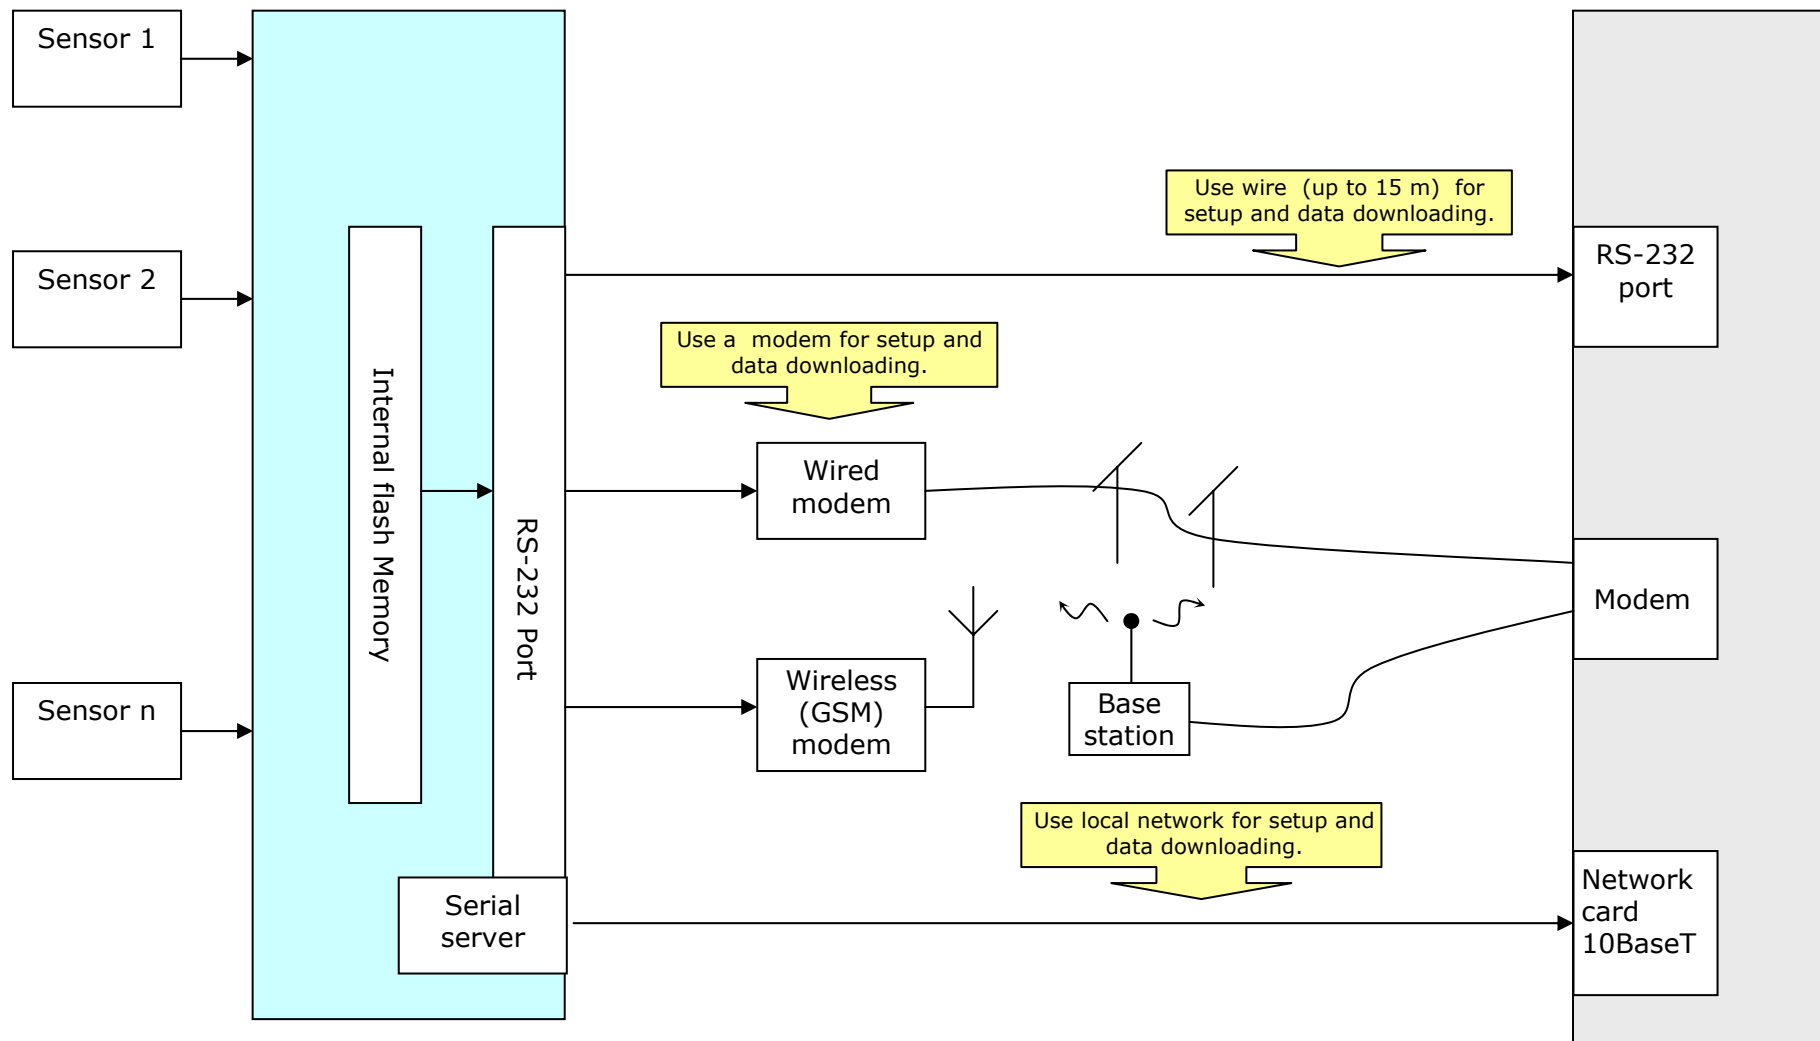 Sensor 1
Sensor 2
Sensor n
Internal flash Memory
RS-232 Port
Serial
server
Use wire  (up to 15 m)  for
setup and data downloading.
Use a  modem for setup and
data downloading.
Wired
modem
Wireless
(GSM)
modem
Base
station
Use local network for setup and
data downloading.
RS-232
port
Modem
Network
card
10BaseT